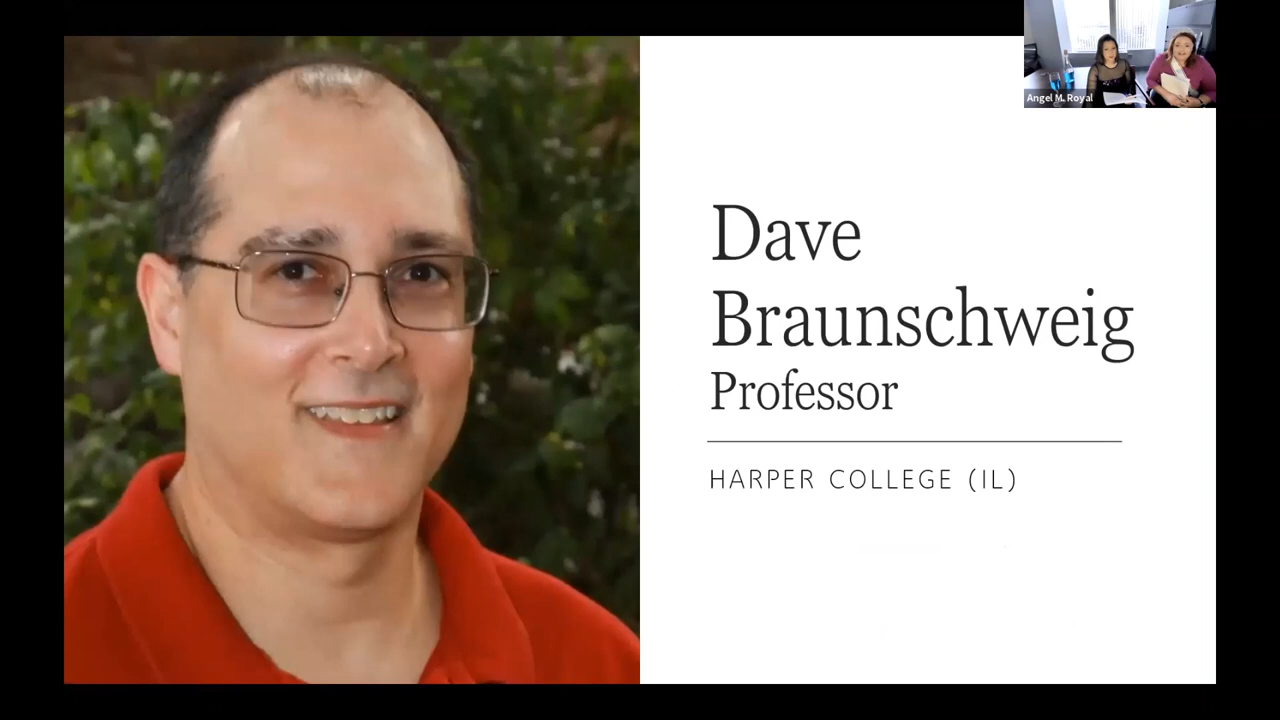 Angel M. Royal
Dave
Braunschweig
Professor
HARPER COLLEGE (IL)